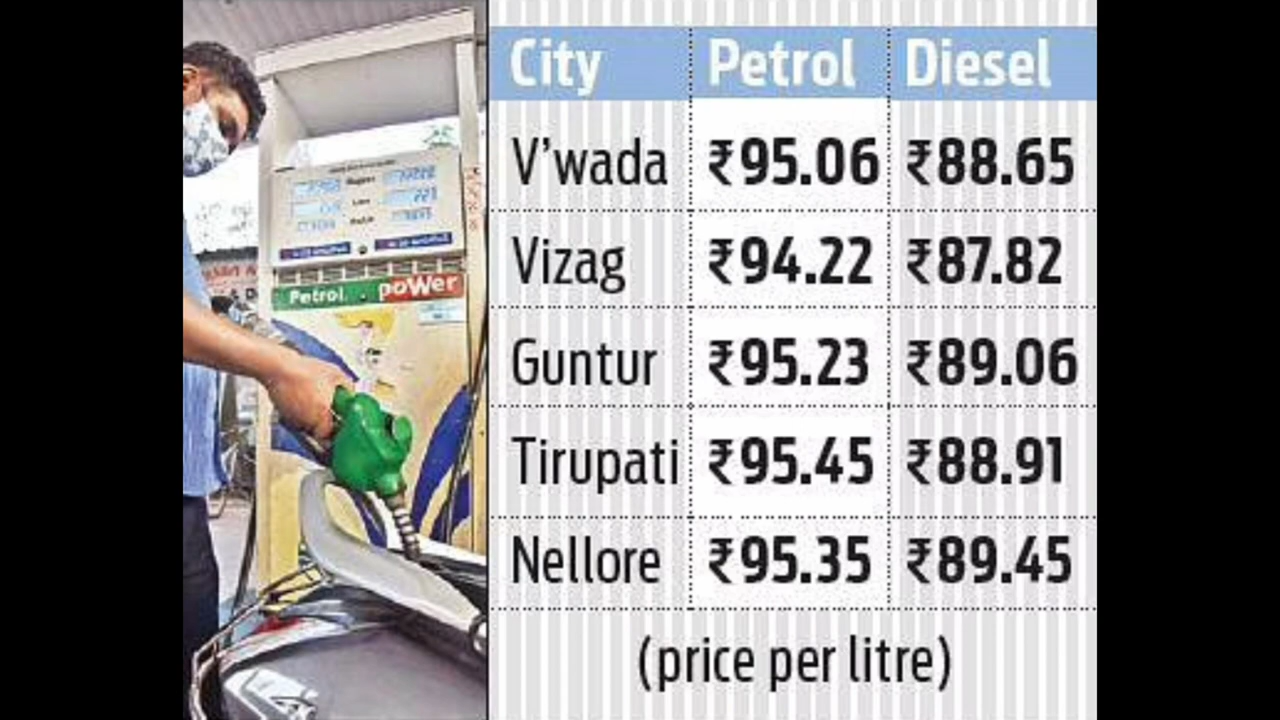 City Petrol Diesel
V'wada ₹95.06 ₹88.65
Vizag ₹94.22 ₹87.82
Guntur ₹95.23 ₹89.06
Tirupati ₹95.45 ₹88.91
Nellore ₹95.35 ₹89.45
(price per litre)
Petrol poWer